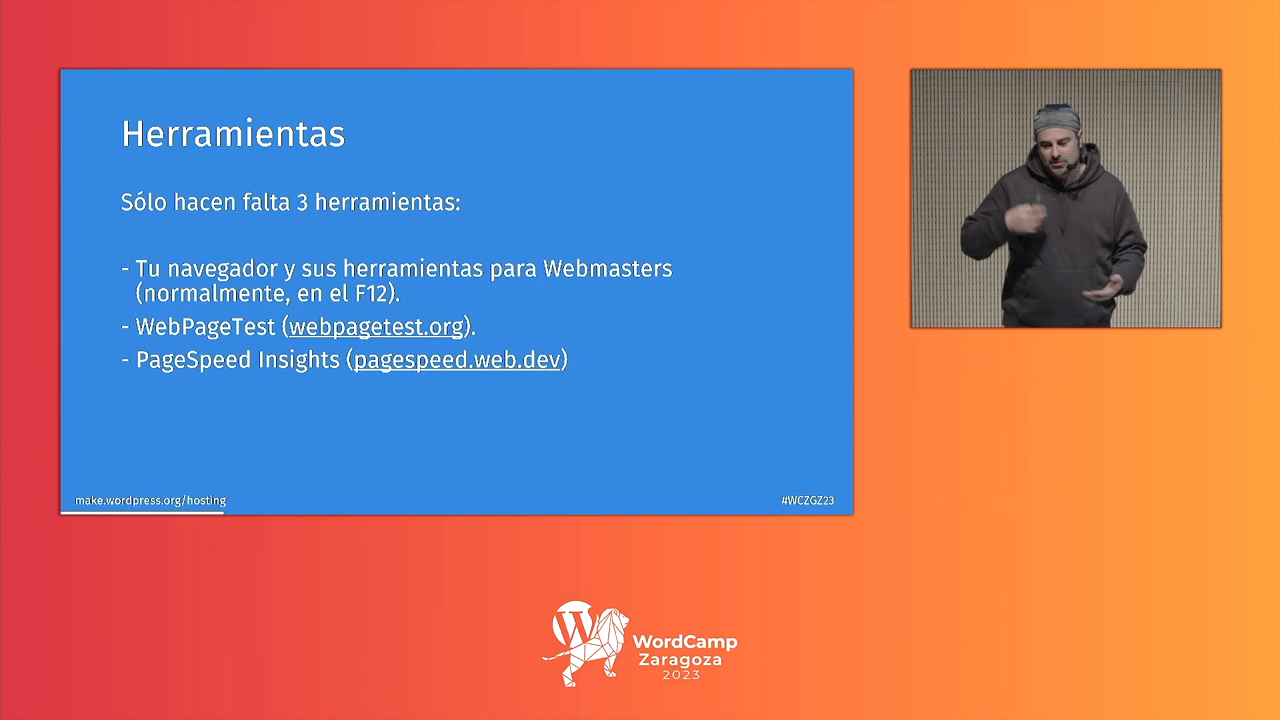 Herramientas
Sólo hacen falta 3 herramientas:
- Tu navegador y sus herramientas para Webmasters
(normalmente, en el F12).
- WebPageTest (webpagetest.org).
- PageSpeed Insights (pagespeed.web.dev)
make.wordpress.org/hosting
#WCZGZ23
WordCamp
Zaragoza
2023